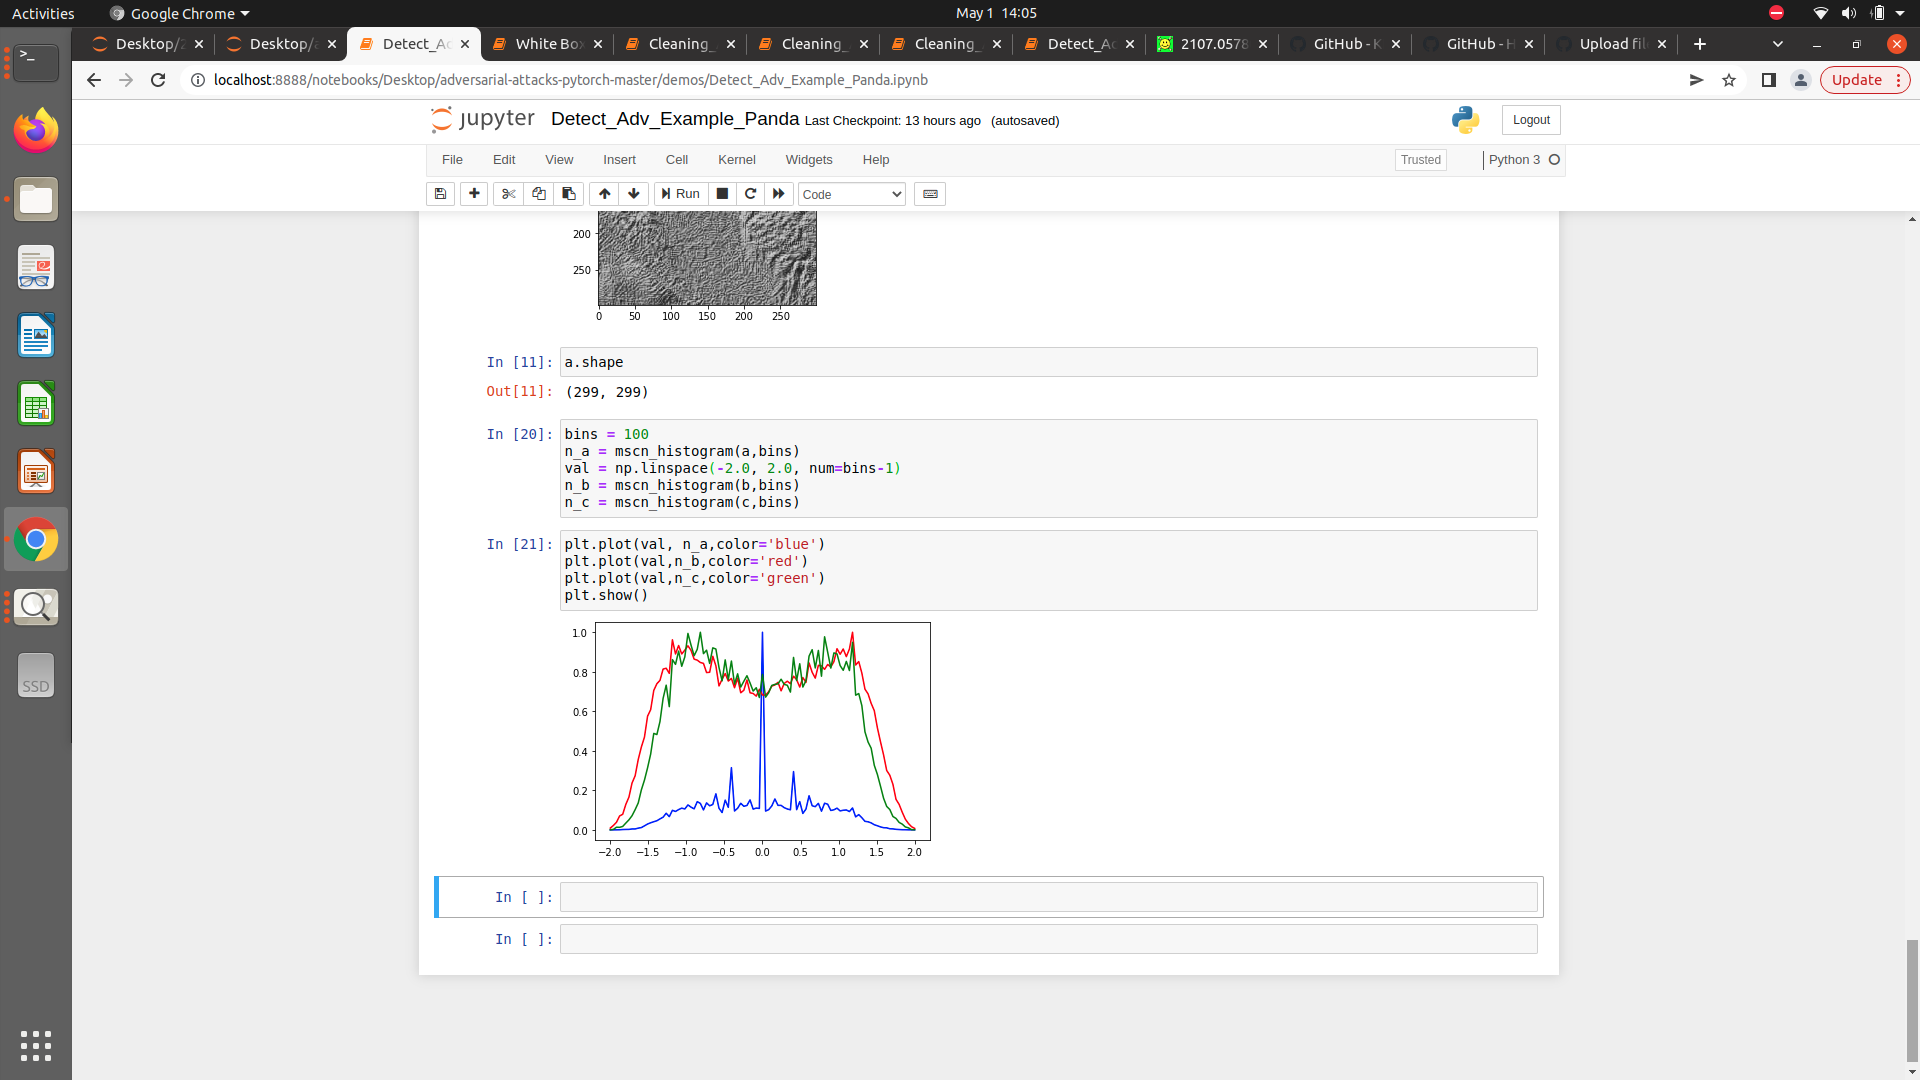 Activities
Google Chrome
May 1 14:05
Desktop/2
Desktop/a
Detect_Ac
White Box
Cleaning_
Cleaning_
Cleaning_
Detect_Ac
2107.0578
GitHub - K
GitHub - H
Upload fil
localhost:8888/notebooks/Desktop/adversarial-attacks-pytorch-master/demos/Detect_Adv_Example_Panda.ipynb
Update
jupyter
Detect_Adv_Example_Panda Last Checkpoint: 13 hours ago (autosaved)
Logout
File Edit View Insert Cell Kernel Widgets Help
Trusted
Python 3
Run
Code
200
250
0 50 100 150 200 250
In [11]: a.shape
Out[11]: (299, 299)
In [20]: bins = 100
n_a = mscn_histogram(a,bins)
val = np.linspace(-2.0, 2.0, num=bins-1)
n_b = mscn_histogram(b,bins)
n_c = mscn_histogram(c,bins)
In [21]: plt.plot(val, n_a,color='blue')
plt.plot(val,n_b,color='red')
plt.plot(val,n_c,color='green')
plt.show()
1.0
0.8
0.6
0.4
0.2
0.0
−2.0 −1.5 −1.0 −0.5 0.0 0.5 1.0 1.5 2.0
In [ ]:
In [ ]:
SSD